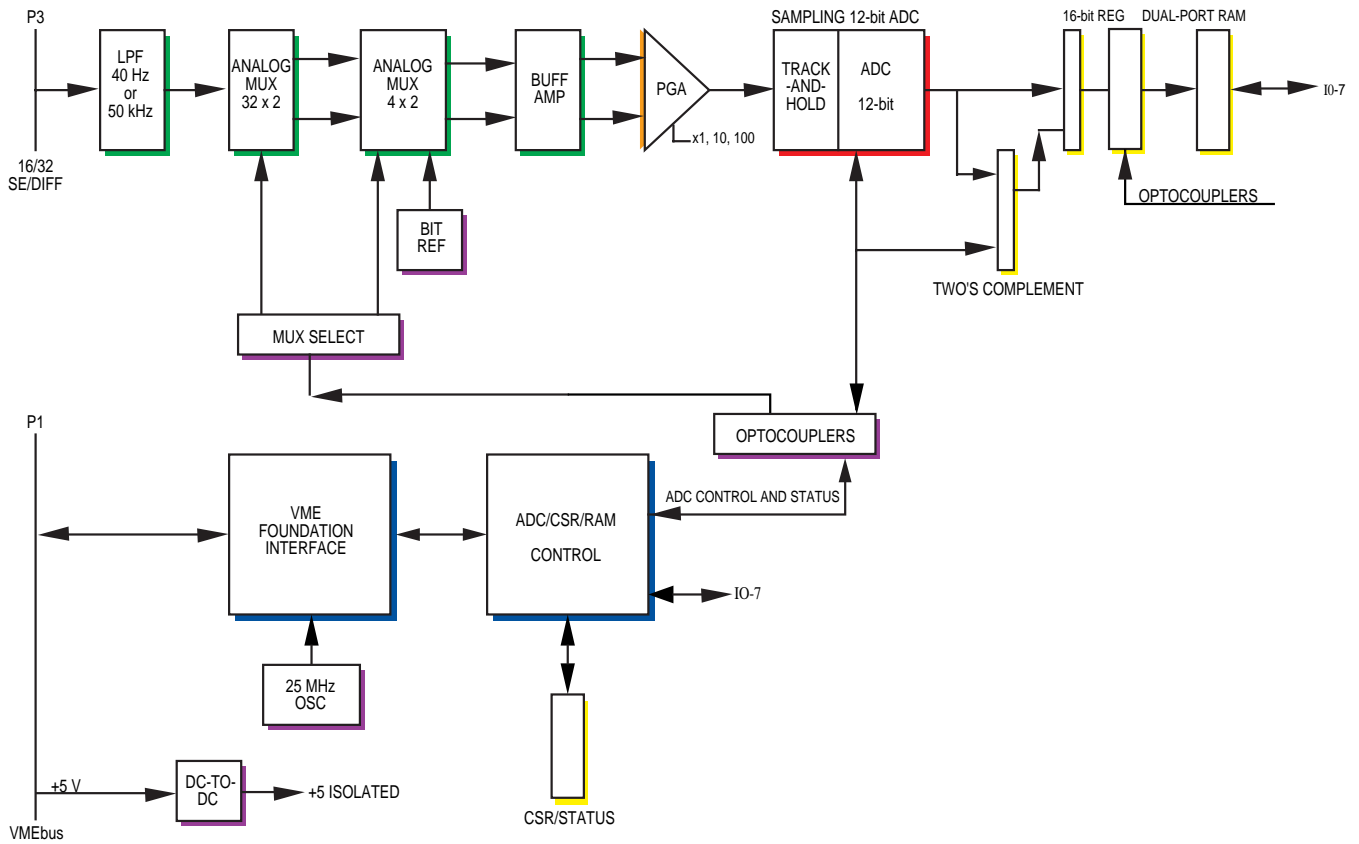 P3
SAMPLING 12-bit ADC
16-bit REG
DUAL-PORT RAM
LPF
40 Hz
or
50 kHz
ANALOG
MUX
32 x 2
ANALOG
MUX
4 x 2
BUFF
AMP
PGA
x1, 10, 100
TRACK
-AND-
HOLD
ADC
12-bit
I0-7
16/32
SE/DIFF
BIT
REF
OPTOCOUPLERS
TWO'S COMPLEMENT
MUX SELECT
P1
OPTOCOUPLERS
VME
FOUNDATION
INTERFACE
ADC/CSR/RAM
CONTROL
ADC CONTROL AND STATUS
IO-7
25 MHz
OSC
+5 V
DC-TO-
DC
+5 ISOLATED
CSR/STATUS
VMEbus